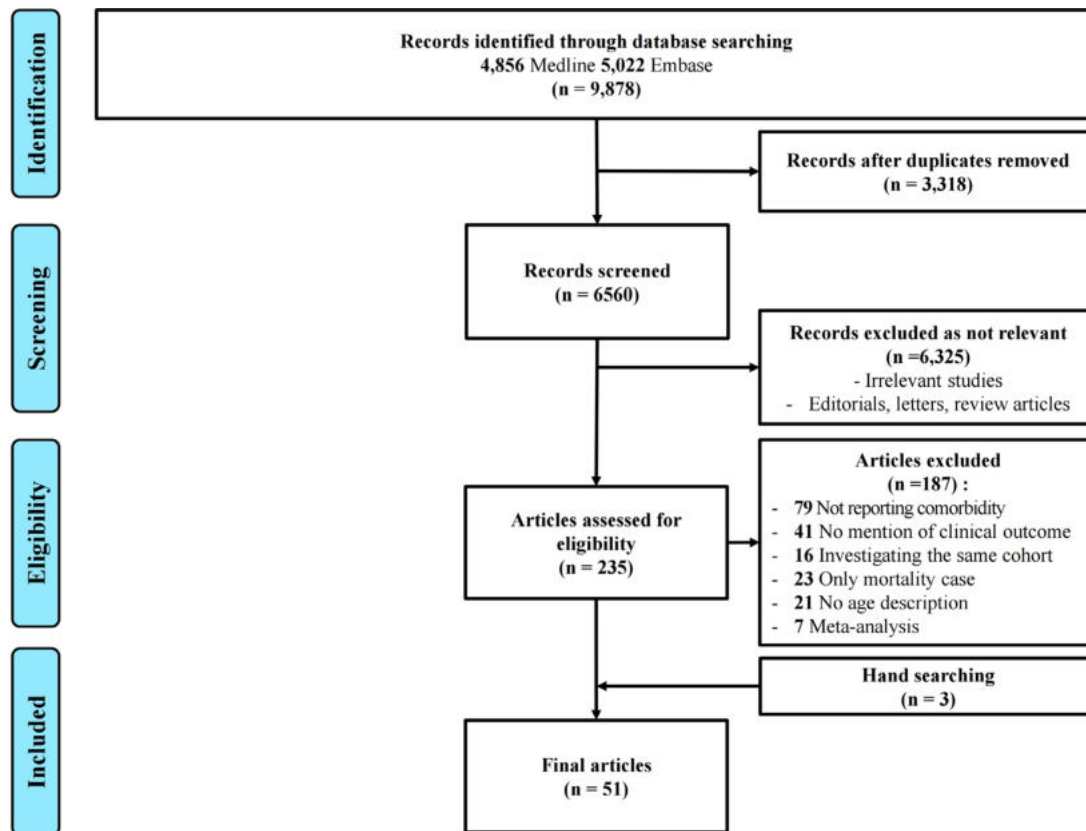 Identification
Records identified through database searching
4,856 Medline 5,022 Embase
(n = 9,878)
Records after duplicates removed
(n = 3,318)
Screening
Records screened
(n = 6560)
Records excluded as not relevant
(n =6,325)
- Irrelevant studies
- Editorials, letters, review articles
Eligibility
Articles assessed for
eligibility
(n = 235)
Articles excluded
(n =187) :
- 79 Not reporting comorbidity
- 41 No mention of clinical outcome
- 16 Investigating the same cohort
- 23 Only mortality case
- 21 No age description
- 7 Meta-analysis
Included
Hand searching
(n = 3)
Final articles
(n = 51)